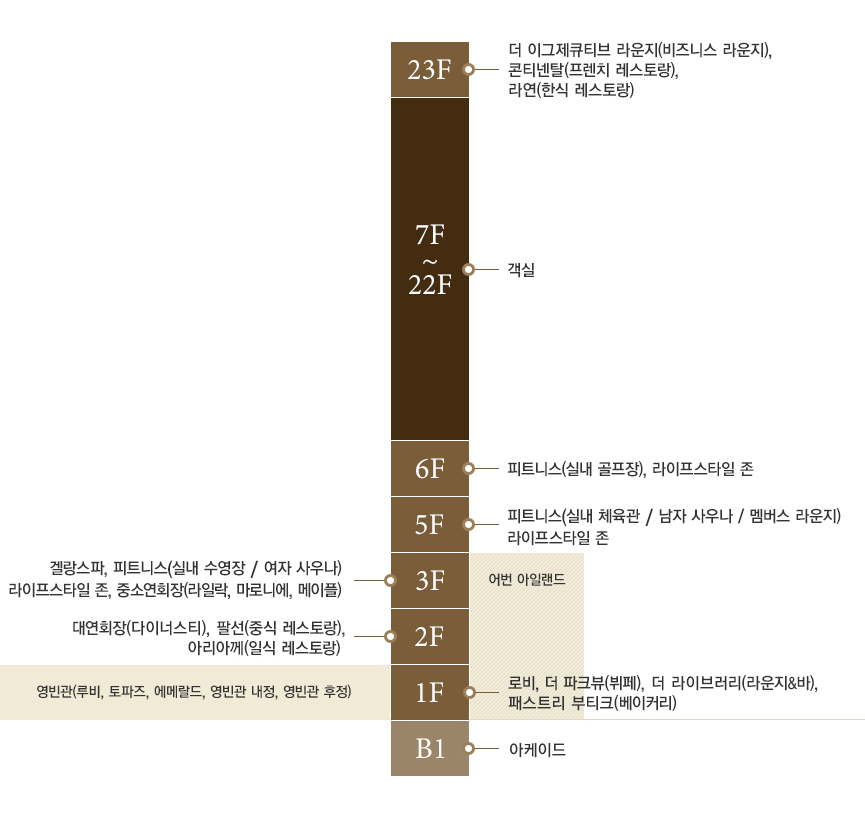 23F
더 이그제큐티브 라운지(비즈니스 라운지),
콘티넨탈(프렌치 레스토랑),
라연(한식 레스토랑)
7F
~
22F
객실
6F
피트니스(실내 골프장), 라이프스타일 존
5F
피트니스(실내 체육관 / 남자 사우나 / 멤버스 라운지)
라이프스타일 존
겔랑스파, 피트니스(실내 수영장 / 여자 사우나)
라이프스타일 존, 중소연회장(라일락, 마로니에, 메이플)
3F
어번 아일랜드
대연회장(다이너스티), 팔선(중식 레스토랑),
아리아께(일식 레스토랑)
2F
영빈관(루비, 토파즈, 에메랄드, 영빈관 내정, 영빈관 후정)
1F
로비, 더 파크뷰(뷔페), 더 라이브러리(라운지&바),
패스트리 부티크(베이커리)
B1
아케이드